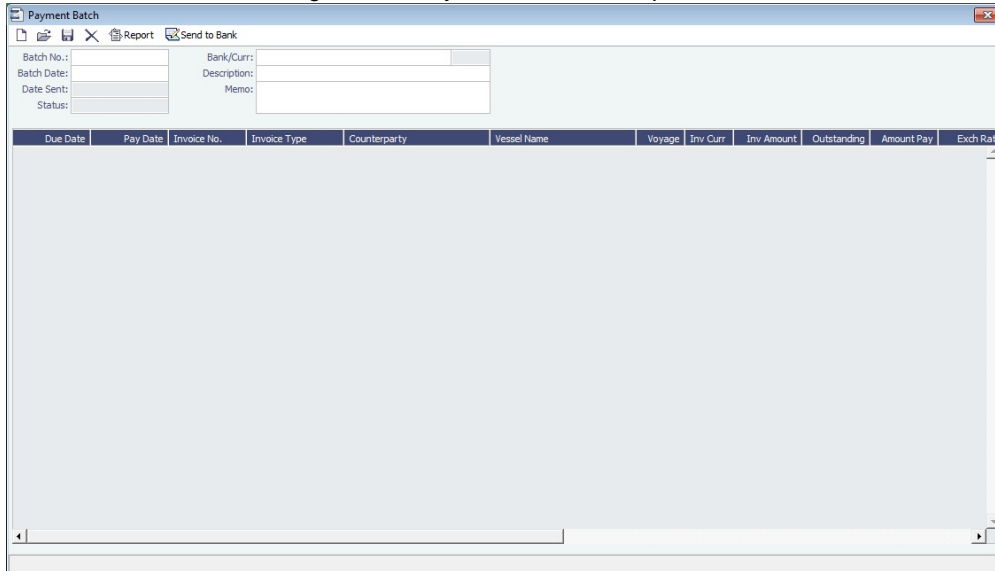 Payment Batch
Report Send to Bank
Batch No.: Bank/Curr:
Batch Date: Description:
Date Sent: Memo:
Status:
Due Date Pay Date Invoice No. Invoice Type Counterparty Vessel Name Voyage Inv Curr Inv Amount Outstanding Amount Pay Exch Rat